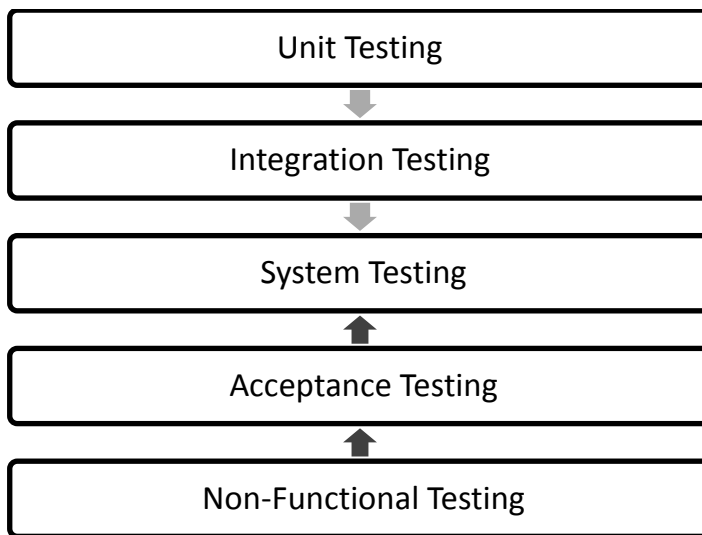 Unit Testing
Integration Testing
System Testing
Acceptance Testing
Non-Functional Testing